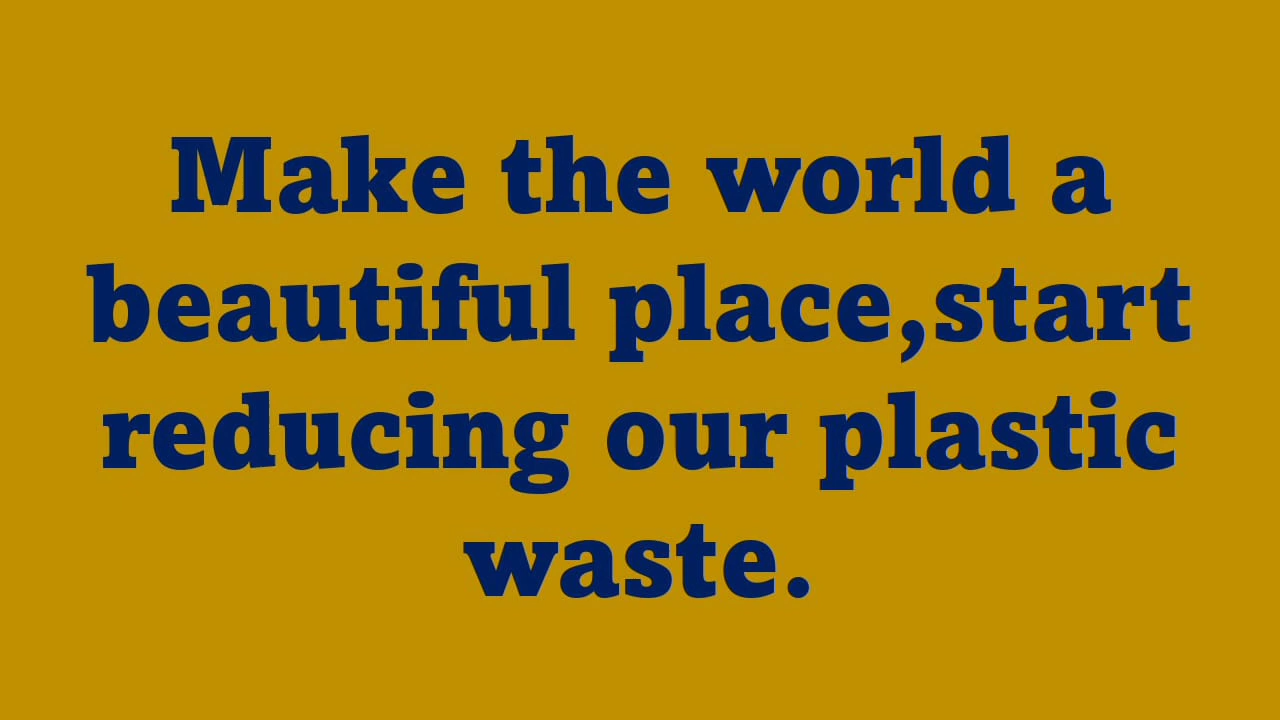 Make the world a
beautiful place,start
reducing our plastic
waste.